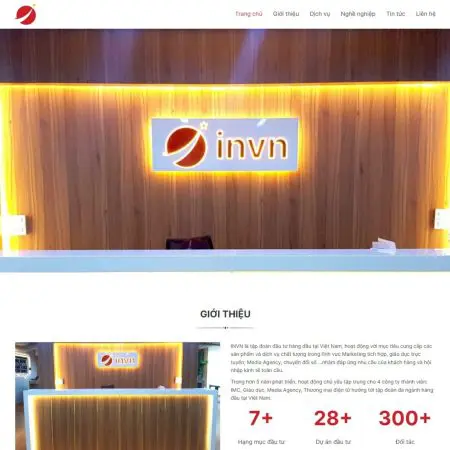 Trang chủ Giới thiệu Dịch vụ Nghề nghiệp Tin tức Liên hệ
invn
GIỚI THIỆU
INVN là tập đoàn đầu tư hàng đầu tại Việt Nam, hoạt động với mục tiêu cung cấp các
sản phẩm và dịch vụ chất lượng trong lĩnh vực Marketing tích hợp, giáo dục trực
tuyến, Media Agency, chuyển đổi số ...nhằm đáp ứng nhu cầu của khách hàng và hội
nhập kinh tế toàn cầu.
Trong hơn 5 năm phát triển, hoạt động chủ yếu tập trung cho 4 công ty thành viên:
IMC, Giáo dục, Media Agency, Thương mại điện tử hướng tới tập đoàn đa ngành hàng
đầu tại Việt Nam.
invn
7+ 28+ 300+
Hạng mục đầu tư Dự án đầu tư Đối tác